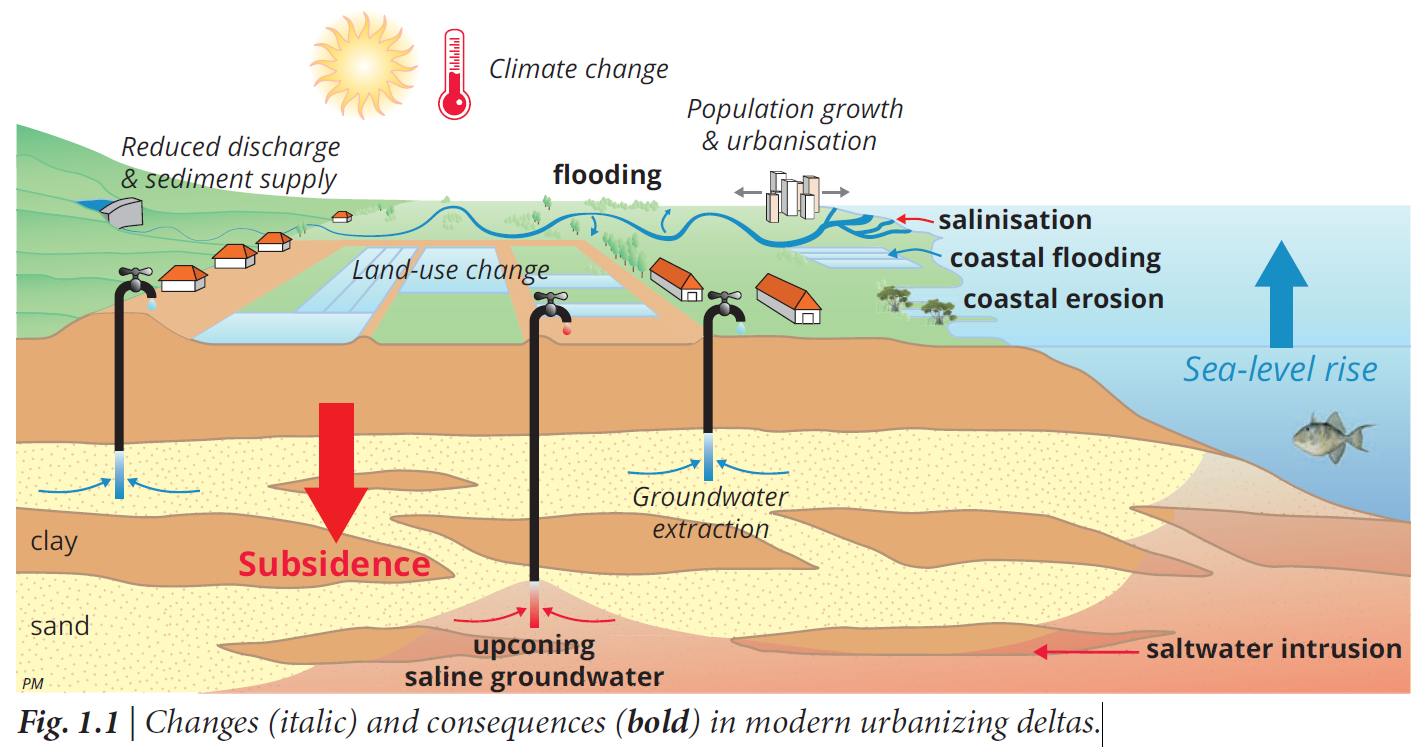 Climate change
Population growth
& urbanisation
Reduced discharge
& sediment supply
flooding
salinisation
coastal flooding
coastal erosion
Land-use change
Sea-level rise
Groundwater
extraction
clay
Subsidence
sand
upconing
saline groundwater
saltwater intrusion
PM
Fig. 1.1 | Changes (italic) and consequences (bold) in modern urbanizing deltas.